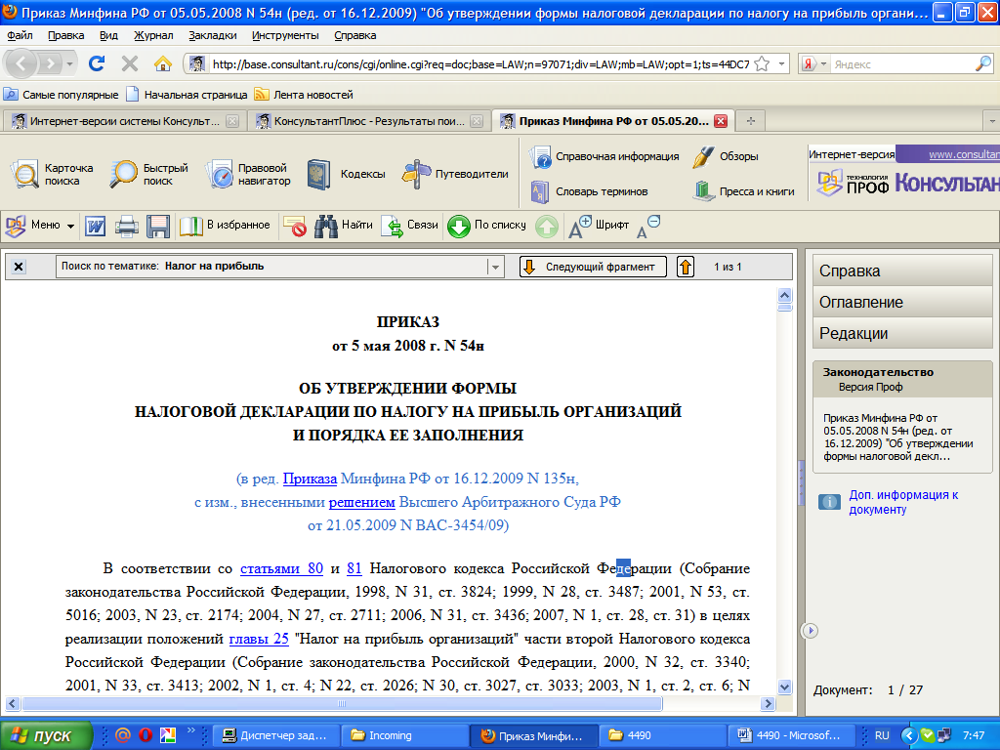 Приказ Минфина РФ от 05.05.2008 N 54н (ред. от 16.12.2009) "Об утверждении формы налоговой декларации по налогу на прибыль органи...
Файл Правка Вид Журнал Закладки Инструменты Справка
http://base.consultant.ru/cons/cgi/online.cgi?req=doc;base=LAW;n=97071;div=LAW;mb=LAW;opt=1;ts=44DC7
Я Яндекс
Самые популярные Начальная страница Лента новостей
Интернет-версии системы Консульт... КонсультантПлюс - Результаты пои... Приказ Минфина РФ от 05.05.20...
Карточка поиска
Быстрый поиск
Правовой навигатор
Кодексы
Путеводители
Справочная информация
Обзоры
Словарь терминов
Пресса и книги
Интернет-версия www.consultan
технология ПРОФ Консультан
Меню В избранное Найти Связи По списку Шрифт
Поиск по тематике: Налог на прибыль
Следующий фрагмент 1 из 1
ПРИКАЗ
от 5 мая 2008 г. N 54н
ОБ УТВЕРЖДЕНИИ ФОРМЫ
НАЛОГОВОЙ ДЕКЛАРАЦИИ ПО НАЛОГУ НА ПРИБЫЛЬ ОРГАНИЗАЦИЙ
И ПОРЯДКА ЕЕ ЗАПОЛНЕНИЯ
(в ред. Приказа Минфина РФ от 16.12.2009 N 135н,
с изм., внесенными решением Высшего Арбитражного Суда РФ
от 21.05.2009 N ВАС-3454/09)
В соответствии со статьями 80 и 81 Налогового кодекса Российской Федерации (Собрание
законодательства Российской Федерации, 1998, N 31, ст. 3824; 1999, N 28, ст. 3487; 2001, N 53, ст.
5016; 2003, N 23, ст. 2174; 2004, N 27, ст. 2711; 2006, N 31, ст. 3436; 2007, N 1, ст. 28, ст. 31) в целях
реализации положений главы 25 "Налог на прибыль организаций" части второй Налогового кодекса
Российской Федерации (Собрание законодательства Российской Федерации, 2000, N 32, ст. 3340;
2001, N 33, ст. 3413; 2002, N 1, ст. 4; N 22, ст. 2026; N 30, ст. 3027, ст. 3033; 2003, N 1, ст. 2, ст. 6; N
Справка
Оглавление
Редакции
Законодательство
Версия Проф
Приказ Минфина РФ от
05.05.2008 N 54н (ред. от
16.12.2009) "Об утверждении
формы налоговой декл...
Доп. информация к
документу
Документ: 1 / 27
пуск
Диспетчер зад... Incoming Приказ Минфи... 4490 4490 - Microsof... RU 7:47